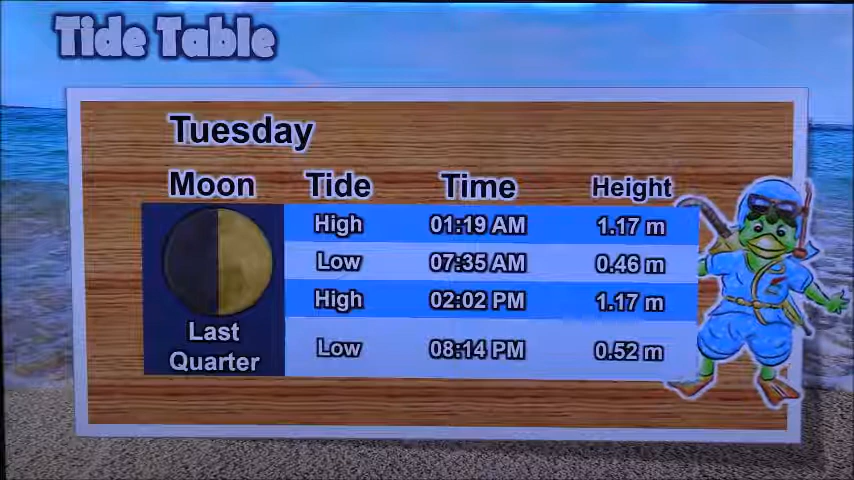 Tide Table
Tuesday
Moon Tide Time Height
High 01:19 AM 1.17 m
Low 07:35 AM 0.46 m
High 02:02 PM 1.17 m
Low 08:14 PM 0.52 m
Last
Quarter